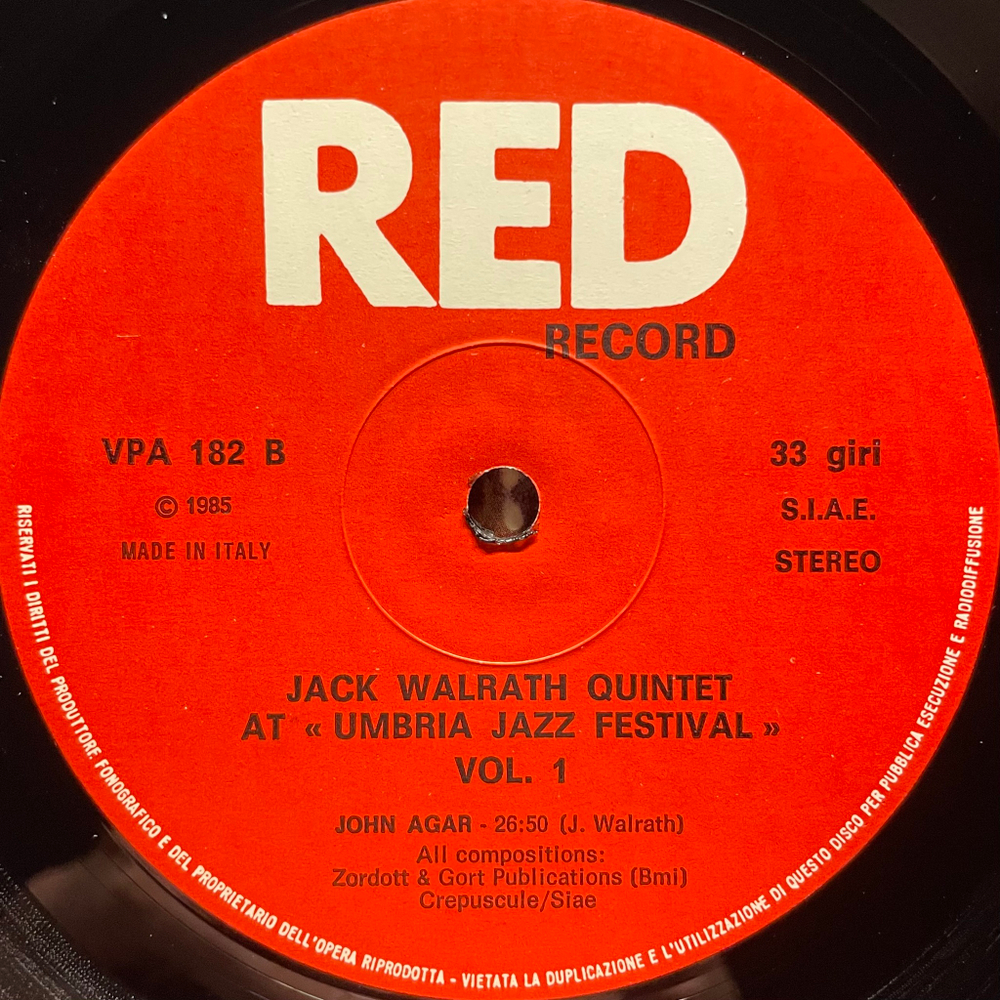 RED
RECORD
VPA 182 B
© 1985
MADE IN ITALY
33 giri
S.I.A.E.
STEREO
JACK WALRATH QUINTET
AT « UMBRIA JAZZ FESTIVAL »
VOL. 1
JOHN AGAR - 26:50 (J. Walrath)
All compositions:
Zordott & Gort Publications (Bmi)
Crepuscule/Siae
RISERVATI I DIRITTI DEL PRODUTTORE FONOGRAFICO E DEL PROPRIETARIO DELL'OPERA RIPRODOTTA - VIETATA LA DUPLICAZIONE E L'UTILIZZAZIONE DI QUESTO DISCO PER PUBBLICA ESECUZIONE E RADIODIFFUSIONE